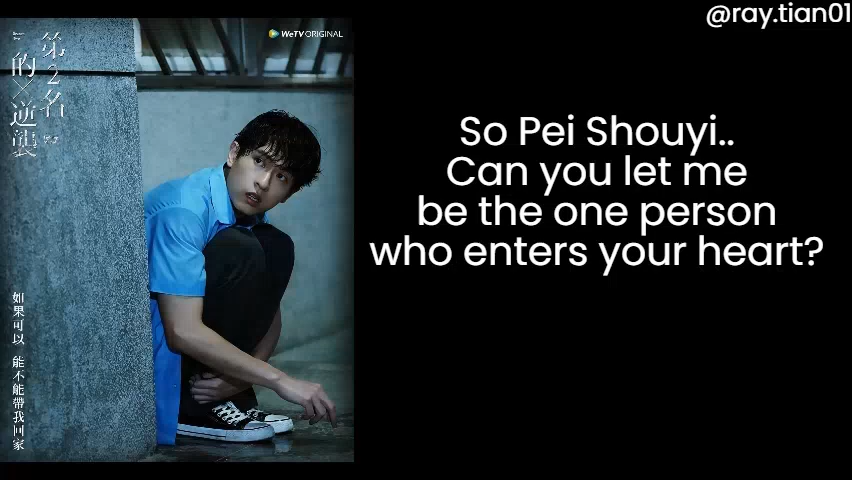 @ray.tian01
WeTV ORIGINAL
第2名
的×逆襲
So Pei Shouyi..
Can you let me
be the one person
who enters your heart?
如果可以 能不能帶我回家